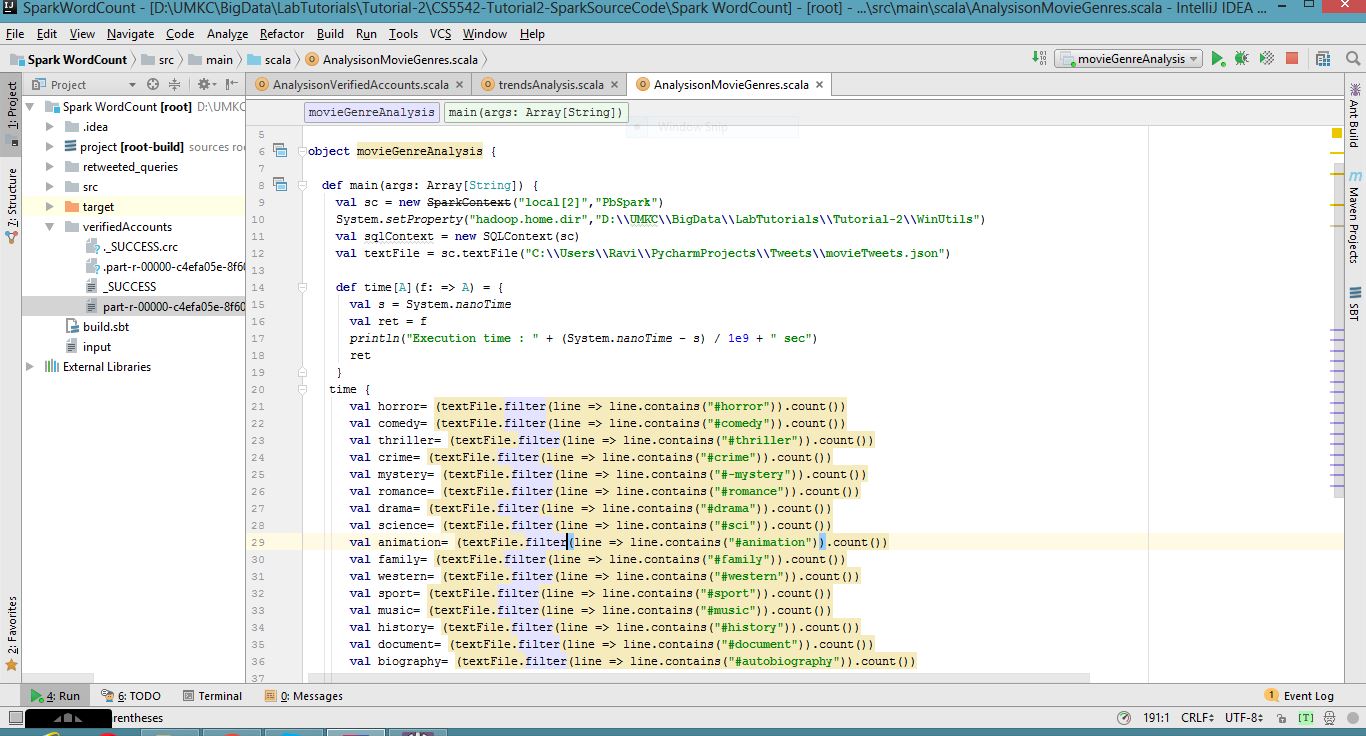 SparkWordCount - [D:\UMKC\BigData\LabTutorials\Tutorial-2\CS5542-Tutorial2-SparkSourceCode\Spark WordCount] - [root] - ...\src\main\scala\AnalysisonMovieGenres.scala - IntelliJ IDEA ...
File Edit View Navigate Code Analyze Refactor Build Run Tools VCS Window Help
Spark WordCount src main scala AnalysisonMovieGenres.scala movieGenreAnalysis
Project AnalysisonVerifiedAccounts.scala trendsAnalysis.scala AnalysisonMovieGenres.scala
1: Project
7: Structure
2: Favorites
Spark WordCount [root] D:\UMKC
.idea
project [root-build] sources roo
retweeted_queries
src
target
verifiedAccounts
._SUCCESS.crc
.part-r-00000-c4efa05e-8f60
_SUCCESS
part-r-00000-c4efa05e-8f60
build.sbt
input
External Libraries
movieGenreAnalysis main(args: Array[String])
Window Snip
5
6 object movieGenreAnalysis {
7
8 def main(args: Array[String]) {
9 val sc = new SparkContext("local[2]","PbSpark")
10 System.setProperty("hadoop.home.dir","D:\\UMKC\\BigData\\LabTutorials\\Tutorial-2\\WinUtils")
11 val sqlContext = new SQLContext(sc)
12 val textFile = sc.textFile("C:\\Users\\Ravi\\PycharmProjects\\Tweets\\movieTweets.json")
13
14 def time[A](f: => A) = {
15 val s = System.nanoTime
16 val ret = f
17 println("Execution time : " + (System.nanoTime - s) / 1e9 + " sec")
18 ret
19 }
20 time {
21 val horror= (textFile.filter(line => line.contains("#horror")).count())
22 val comedy= (textFile.filter(line => line.contains("#comedy")).count())
23 val thriller= (textFile.filter(line => line.contains("#thriller")).count())
24 val crime= (textFile.filter(line => line.contains("#crime")).count())
25 val mystery= (textFile.filter(line => line.contains("#-mystery")).count())
26 val romance= (textFile.filter(line => line.contains("#romance")).count())
27 val drama= (textFile.filter(line => line.contains("#drama")).count())
28 val science= (textFile.filter(line => line.contains("#sci")).count())
29 val animation= (textFile.filter(line => line.contains("#animation")).count())
30 val family= (textFile.filter(line => line.contains("#family")).count())
31 val western= (textFile.filter(line => line.contains("#western")).count())
32 val sport= (textFile.filter(line => line.contains("#sport")).count())
33 val music= (textFile.filter(line => line.contains("#music")).count())
34 val history= (textFile.filter(line => line.contains("#history")).count())
35 val document= (textFile.filter(line => line.contains("#document")).count())
36 val biography= (textFile.filter(line => line.contains("#autobiography")).count())
37
Ant Build
Maven Projects
SBT
4: Run 6: TODO Terminal 0: Messages 1 Event Log
rentheses 191:1 CRLF UTF-8 [T]